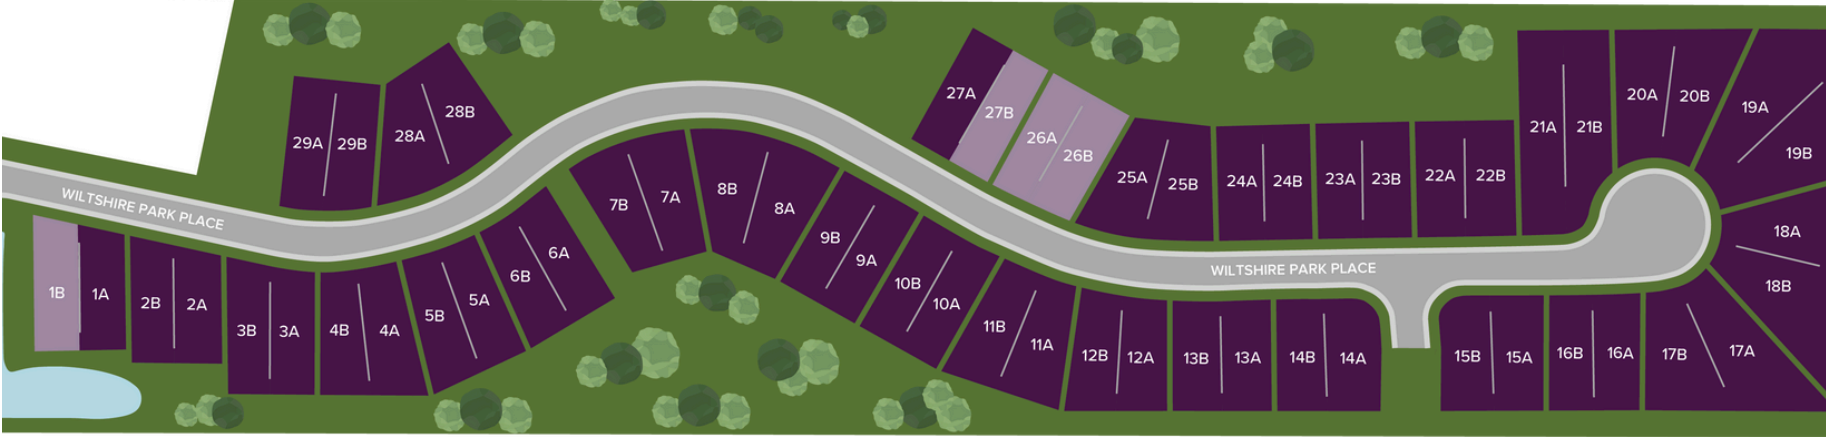 27A
27B
28B
28A
29A
29B
26A
26B
25A
25B
24A
24B
23A
23B
22A
22B
21A
21B
20A
20B
19A
19B
18A
18B
WILTSHIRE PARK PLACE
WILTSHIRE PARK PLACE
1B
1A
2B
2A
3B
3A
4B
4A
5B
5A
6B
6A
7B
7A
8B
8A
9B
9A
10B
10A
11B
11A
12B
12A
13B
13A
14B
14A
15B
15A
16B
16A
17B
17A